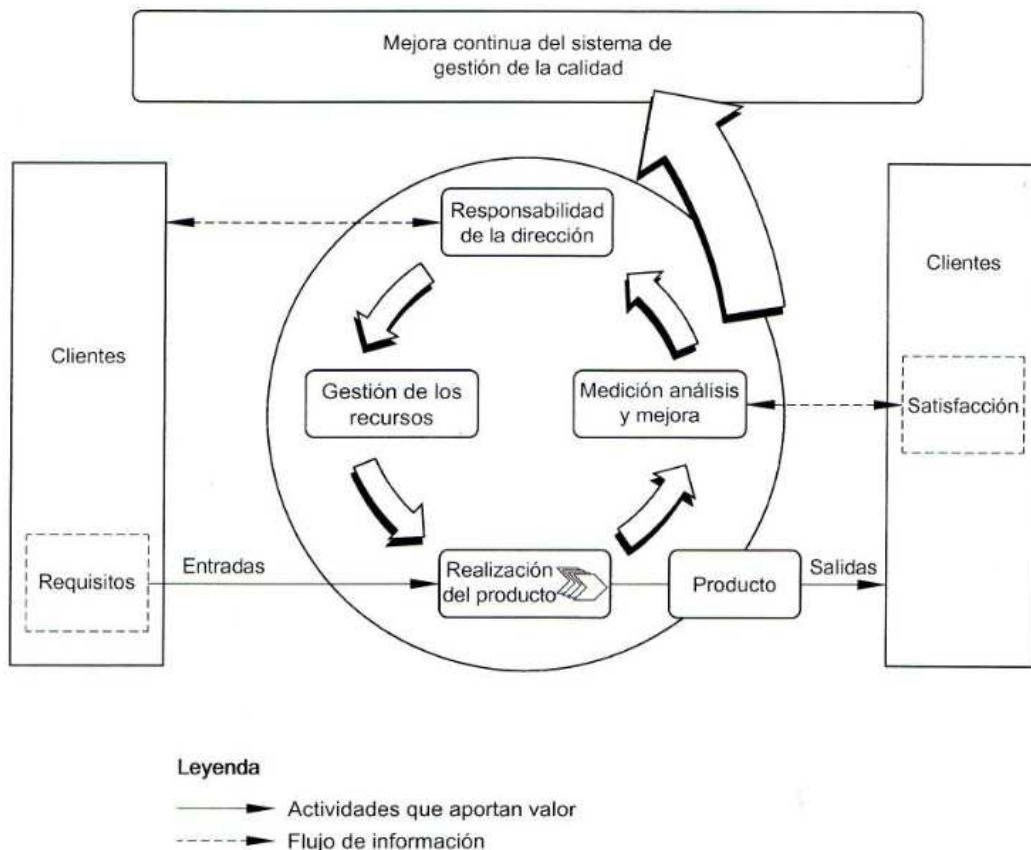 Mejora continua del sistema de
gestión de la calidad
Responsabilidad
de la dirección
Clientes
Clientes
Gestión de los
recursos
Medición análisis
y mejora
Satisfacción
Requisitos
Entradas
Realización
del producto
Producto
Salidas
Leyenda
Actividades que aportan valor
Flujo de información